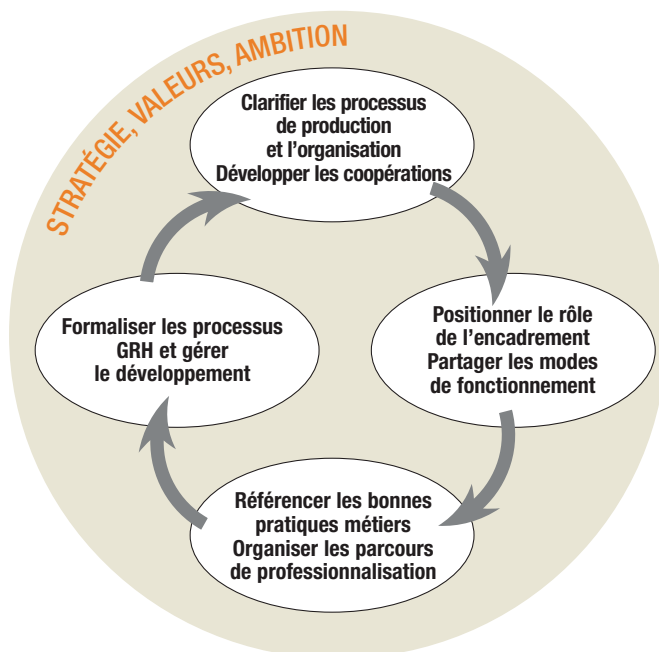 STRATÉGIE, VALEURS, AMBITION
Clarifier les processus
de production
et l'organisation
Développer les coopérations
Positionner le rôle
de l'encadrement
Partager les modes
de fonctionnement
Référencer les bonnes
pratiques métiers
Organiser les parcours
de professionnalisation
Formaliser les processus
GRH et gérer
le développement